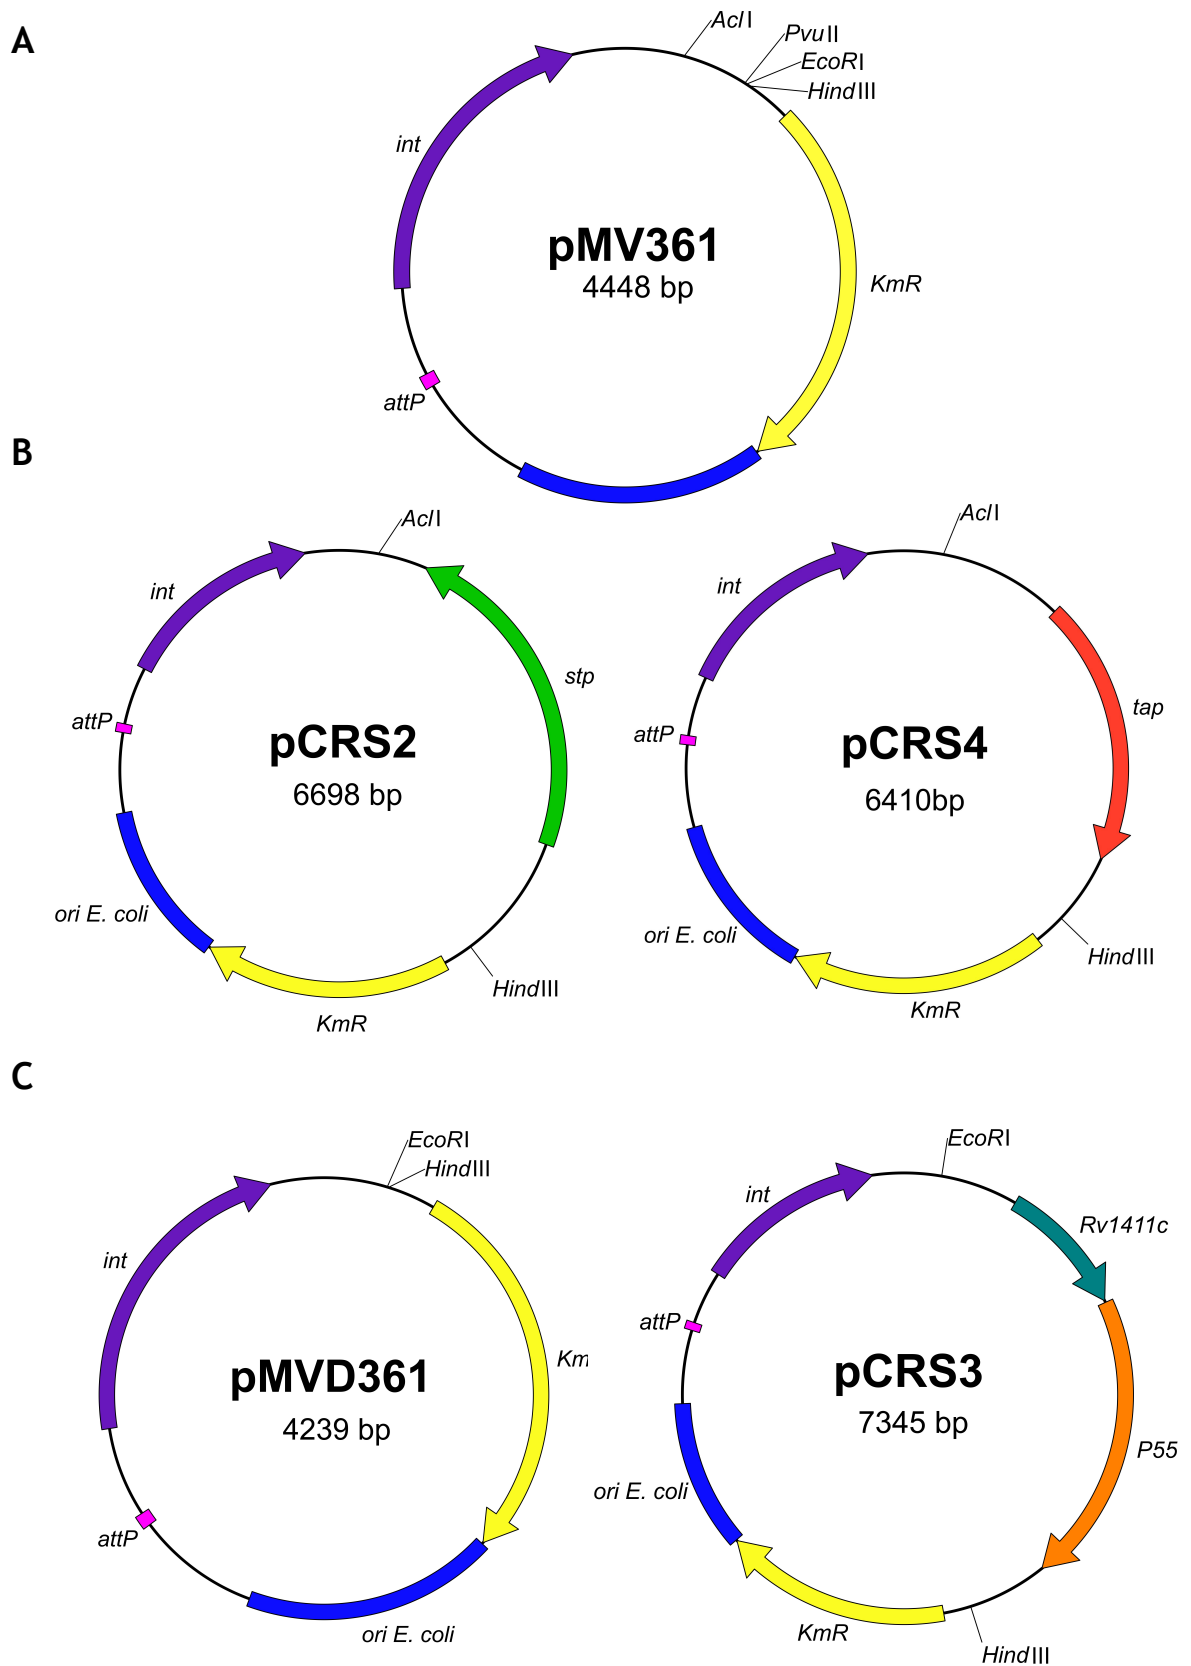 A
AclI
PvuII
EcoRI
HindIII
int
pMV361
4448 bp
KmR
attP
B
AclI
int
stp
attP
pCRS2
6698 bp
ori E. coli
HindIII
KmR
AclI
int
tap
attP
pCRS4
6410bp
ori E. coli
HindIII
KmR
C
EcoRI
HindIII
int
Km
pMVD361
4239 bp
attP
ori E. coli
EcoRI
int
Rv1411c
attP
pCRS3
7345 bp
P55
ori E. coli
KmR
HindIII